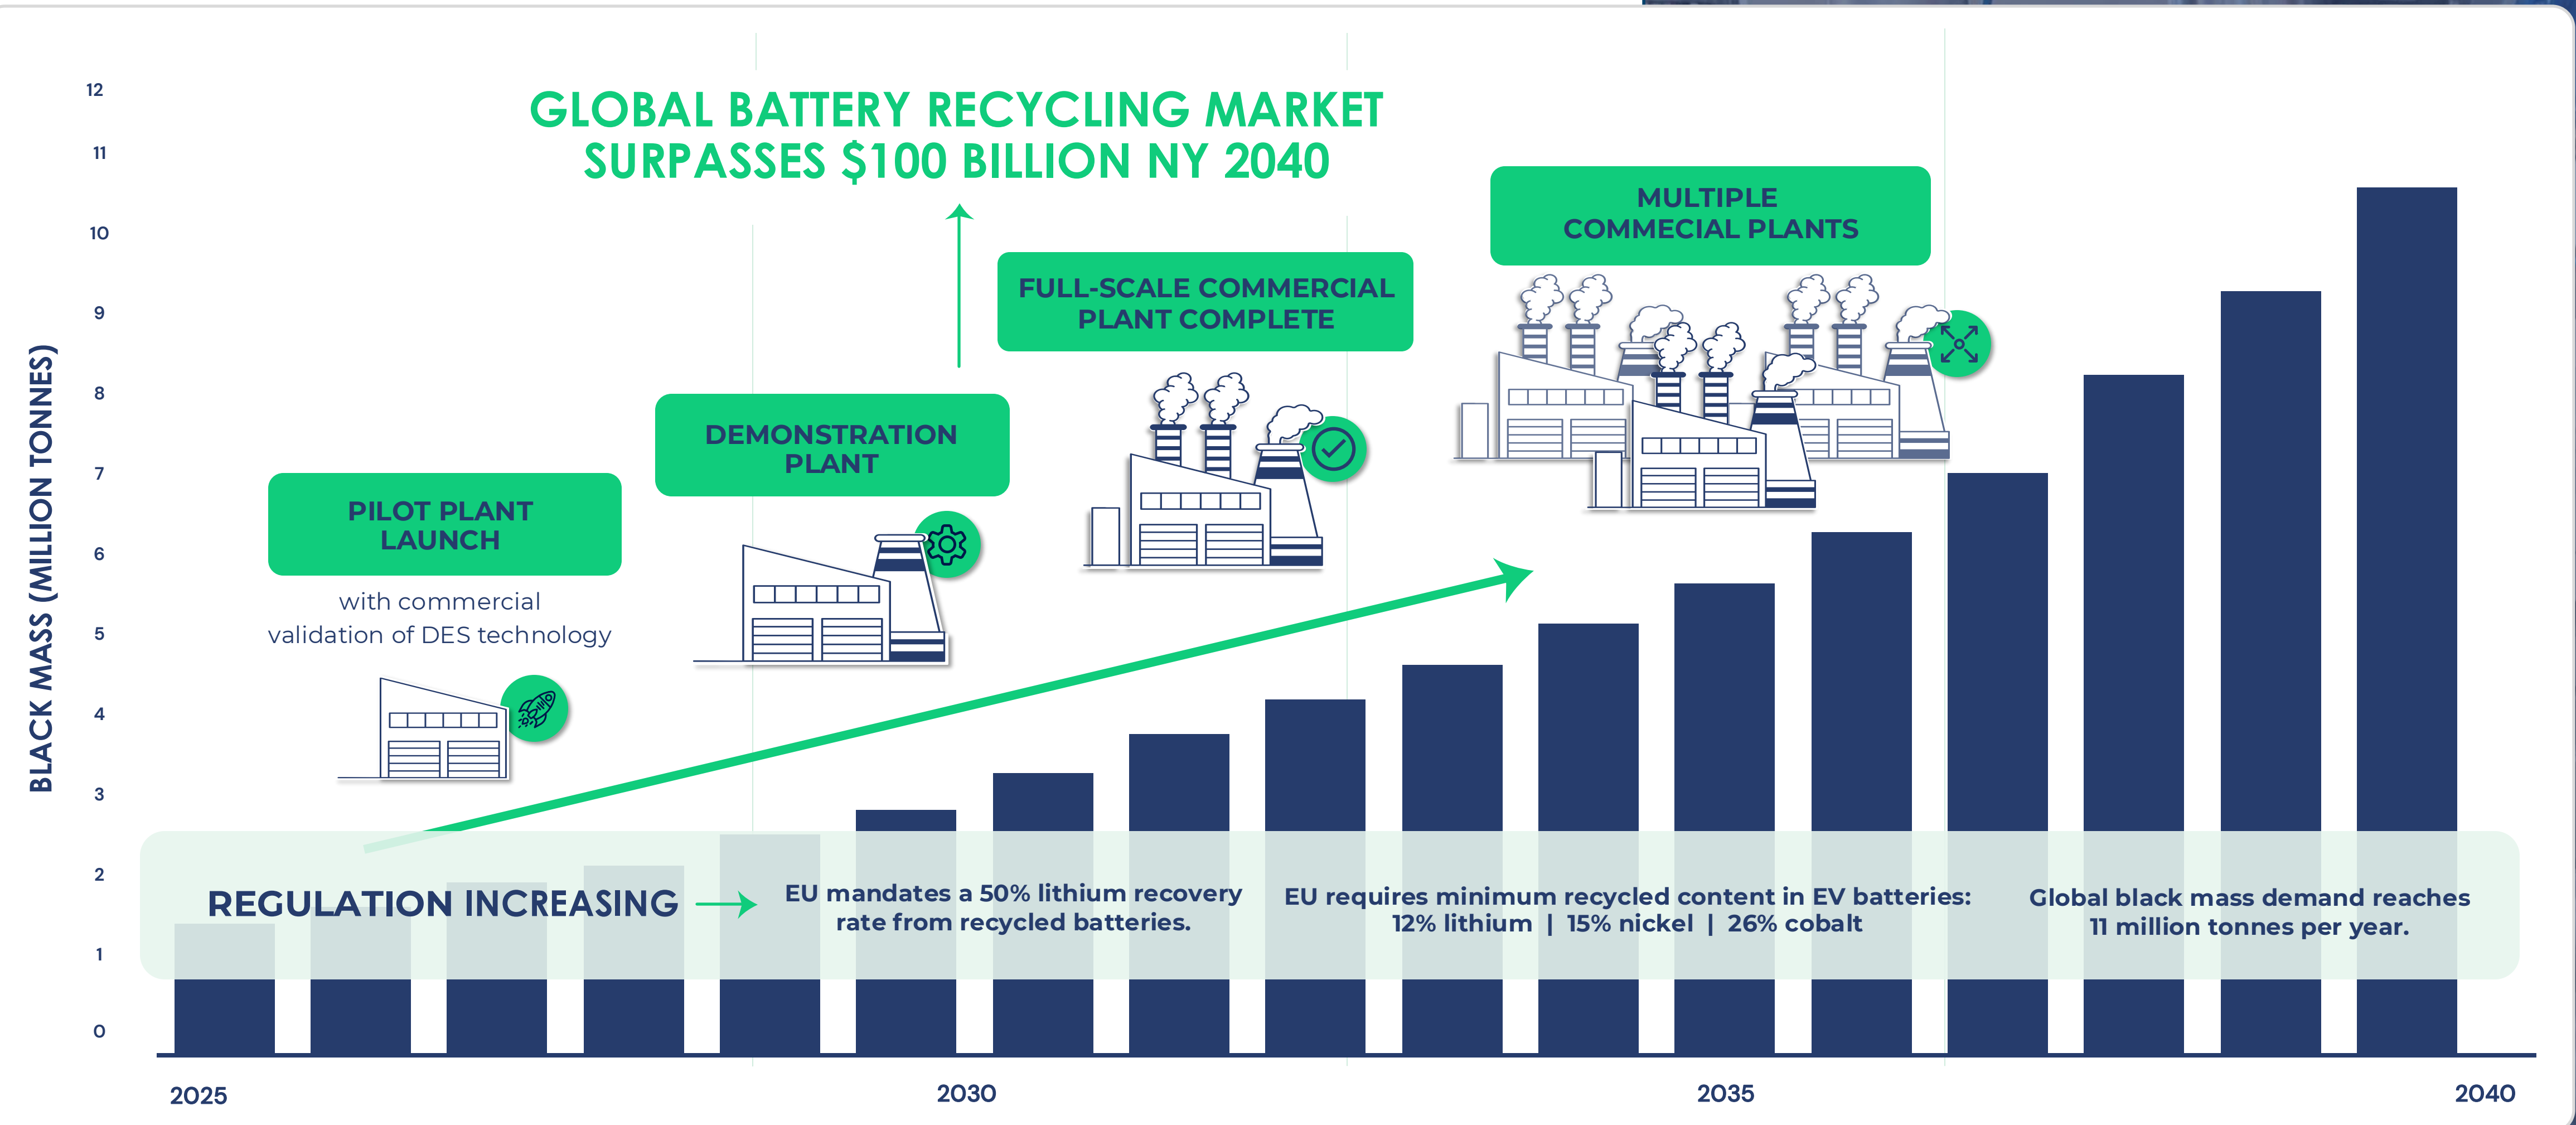 GLOBAL BATTERY RECYCLING MARKET
SURPASSES $100 BILLION NY 2040
MULTIPLE
COMMECIAL PLANTS
FULL-SCALE COMMERCIAL
PLANT COMPLETE
DEMONSTRATION
PLANT
PILOT PLANT
LAUNCH
with commercial
validation of DES technology
BLACK MASS (MILLION TONNES)
12
11
10
9
8
7
6
5
4
3
2
1
0
REGULATION INCREASING
EU mandates a 50% lithium recovery
rate from recycled batteries.
EU requires minimum recycled content in EV batteries:
12% lithium | 15% nickel | 26% cobalt
Global black mass demand reaches
11 million tonnes per year.
2025
2030
2035
2040